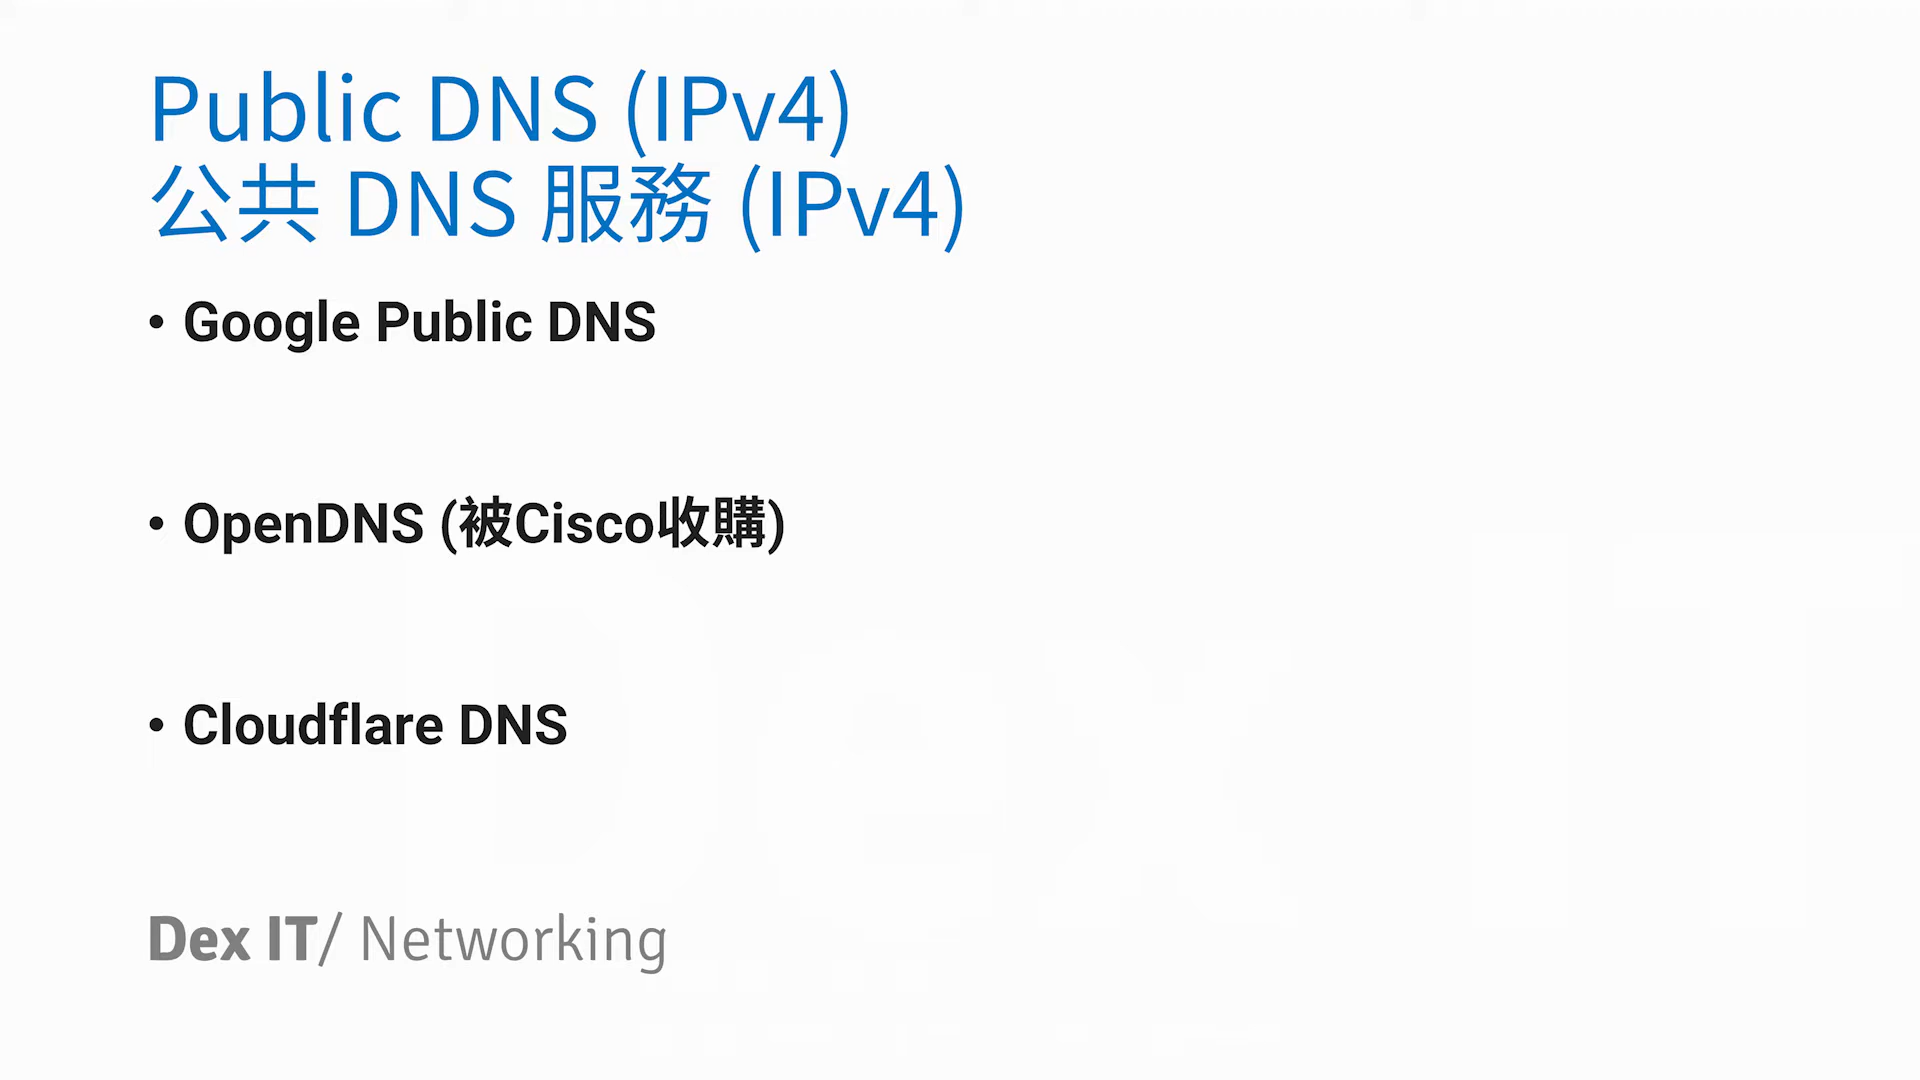 Public DNS (IPv4)
公共 DNS 服務 (IPv4)
• Google Public DNS
• OpenDNS (被Cisco收購)
• Cloudflare DNS
Dex IT/ Networking